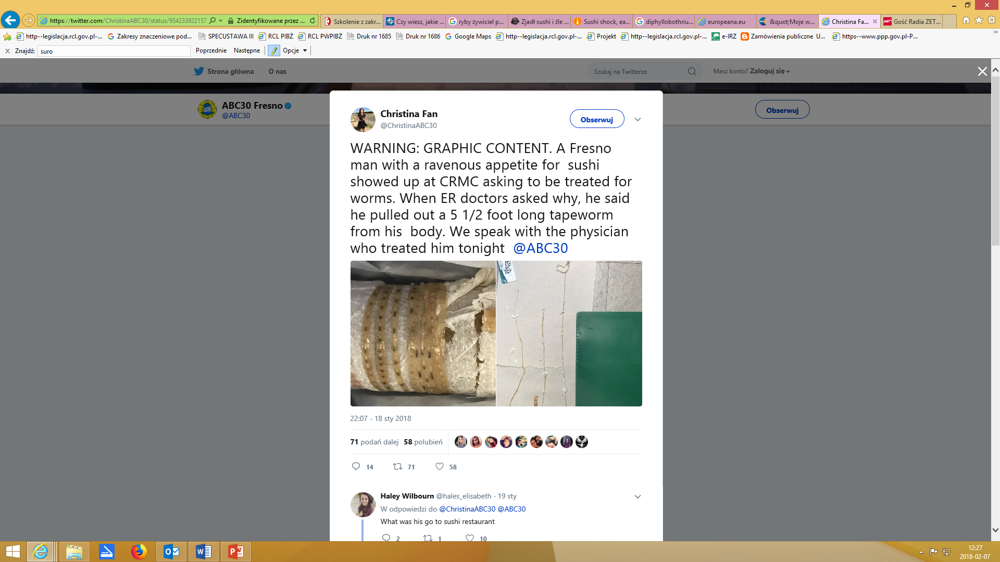 https://twitter.com/ChristinaABC30/status/954233922157
Zidentyfikowane przez ...
Szkolenie z zakr...
Czy wiesz, jakie ...
ryby żywiciel p...
Zjadł sushi i źle ...
Sushi shock, ea...
diphyllobothriu...
europeana.eu
&quot;Moje w...
Christina Fa...
Gość Radia ZET...
http--legislacja.rcl.gov.pl-...
Zakresy znaczeniowe pod...
SPECUSTAWA III
RCL PIBŻ
RCL PWPIBŻ
Druk nr 1685
Druk nr 1686
Google Maps
http--legislacja.rcl.gov.pl-...
Projekt
http--legislacja.rcl.gov.pl-...
e-IRZ
Zamówienia publiczne U...
https--www.ppp.gov.pl-P...
Znajdź: suro
Poprzednie
Następne
Opcje
Strona główna
O nas
Szukaj na Twitterze
Masz konto? Zaloguj się
ABC30 Fresno
@ABC30
Obserwuj
Christina Fan
@ChristinaABC30
Obserwuj
WARNING: GRAPHIC CONTENT. A Fresno
man with a ravenous appetite for sushi
showed up at CRMC asking to be treated for
worms. When ER doctors asked why, he said
he pulled out a 5 1/2 foot long tapeworm
from his body. We speak with the physician
who treated him tonight @ABC30
22:07 - 18 sty 2018
71 podań dalej 58 polubień
14 71 58
Haley Wilbourn @hales_elisabeth · 19 sty
W odpowiedzi do @ChristinaABC30 @ABC30
What was his go to sushi restaurant
2 1 10
12:27
2018-02-07